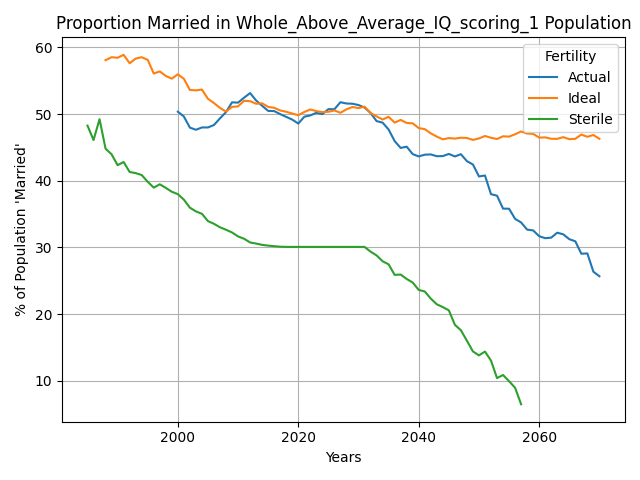 Proportion Married in Whole_Above_Average_IQ_scoring_1 Population
Fertility
Actual
Ideal
Sterile
% of Population 'Married'
60
50
40
30
20
10
2000
2020
2040
2060
Years